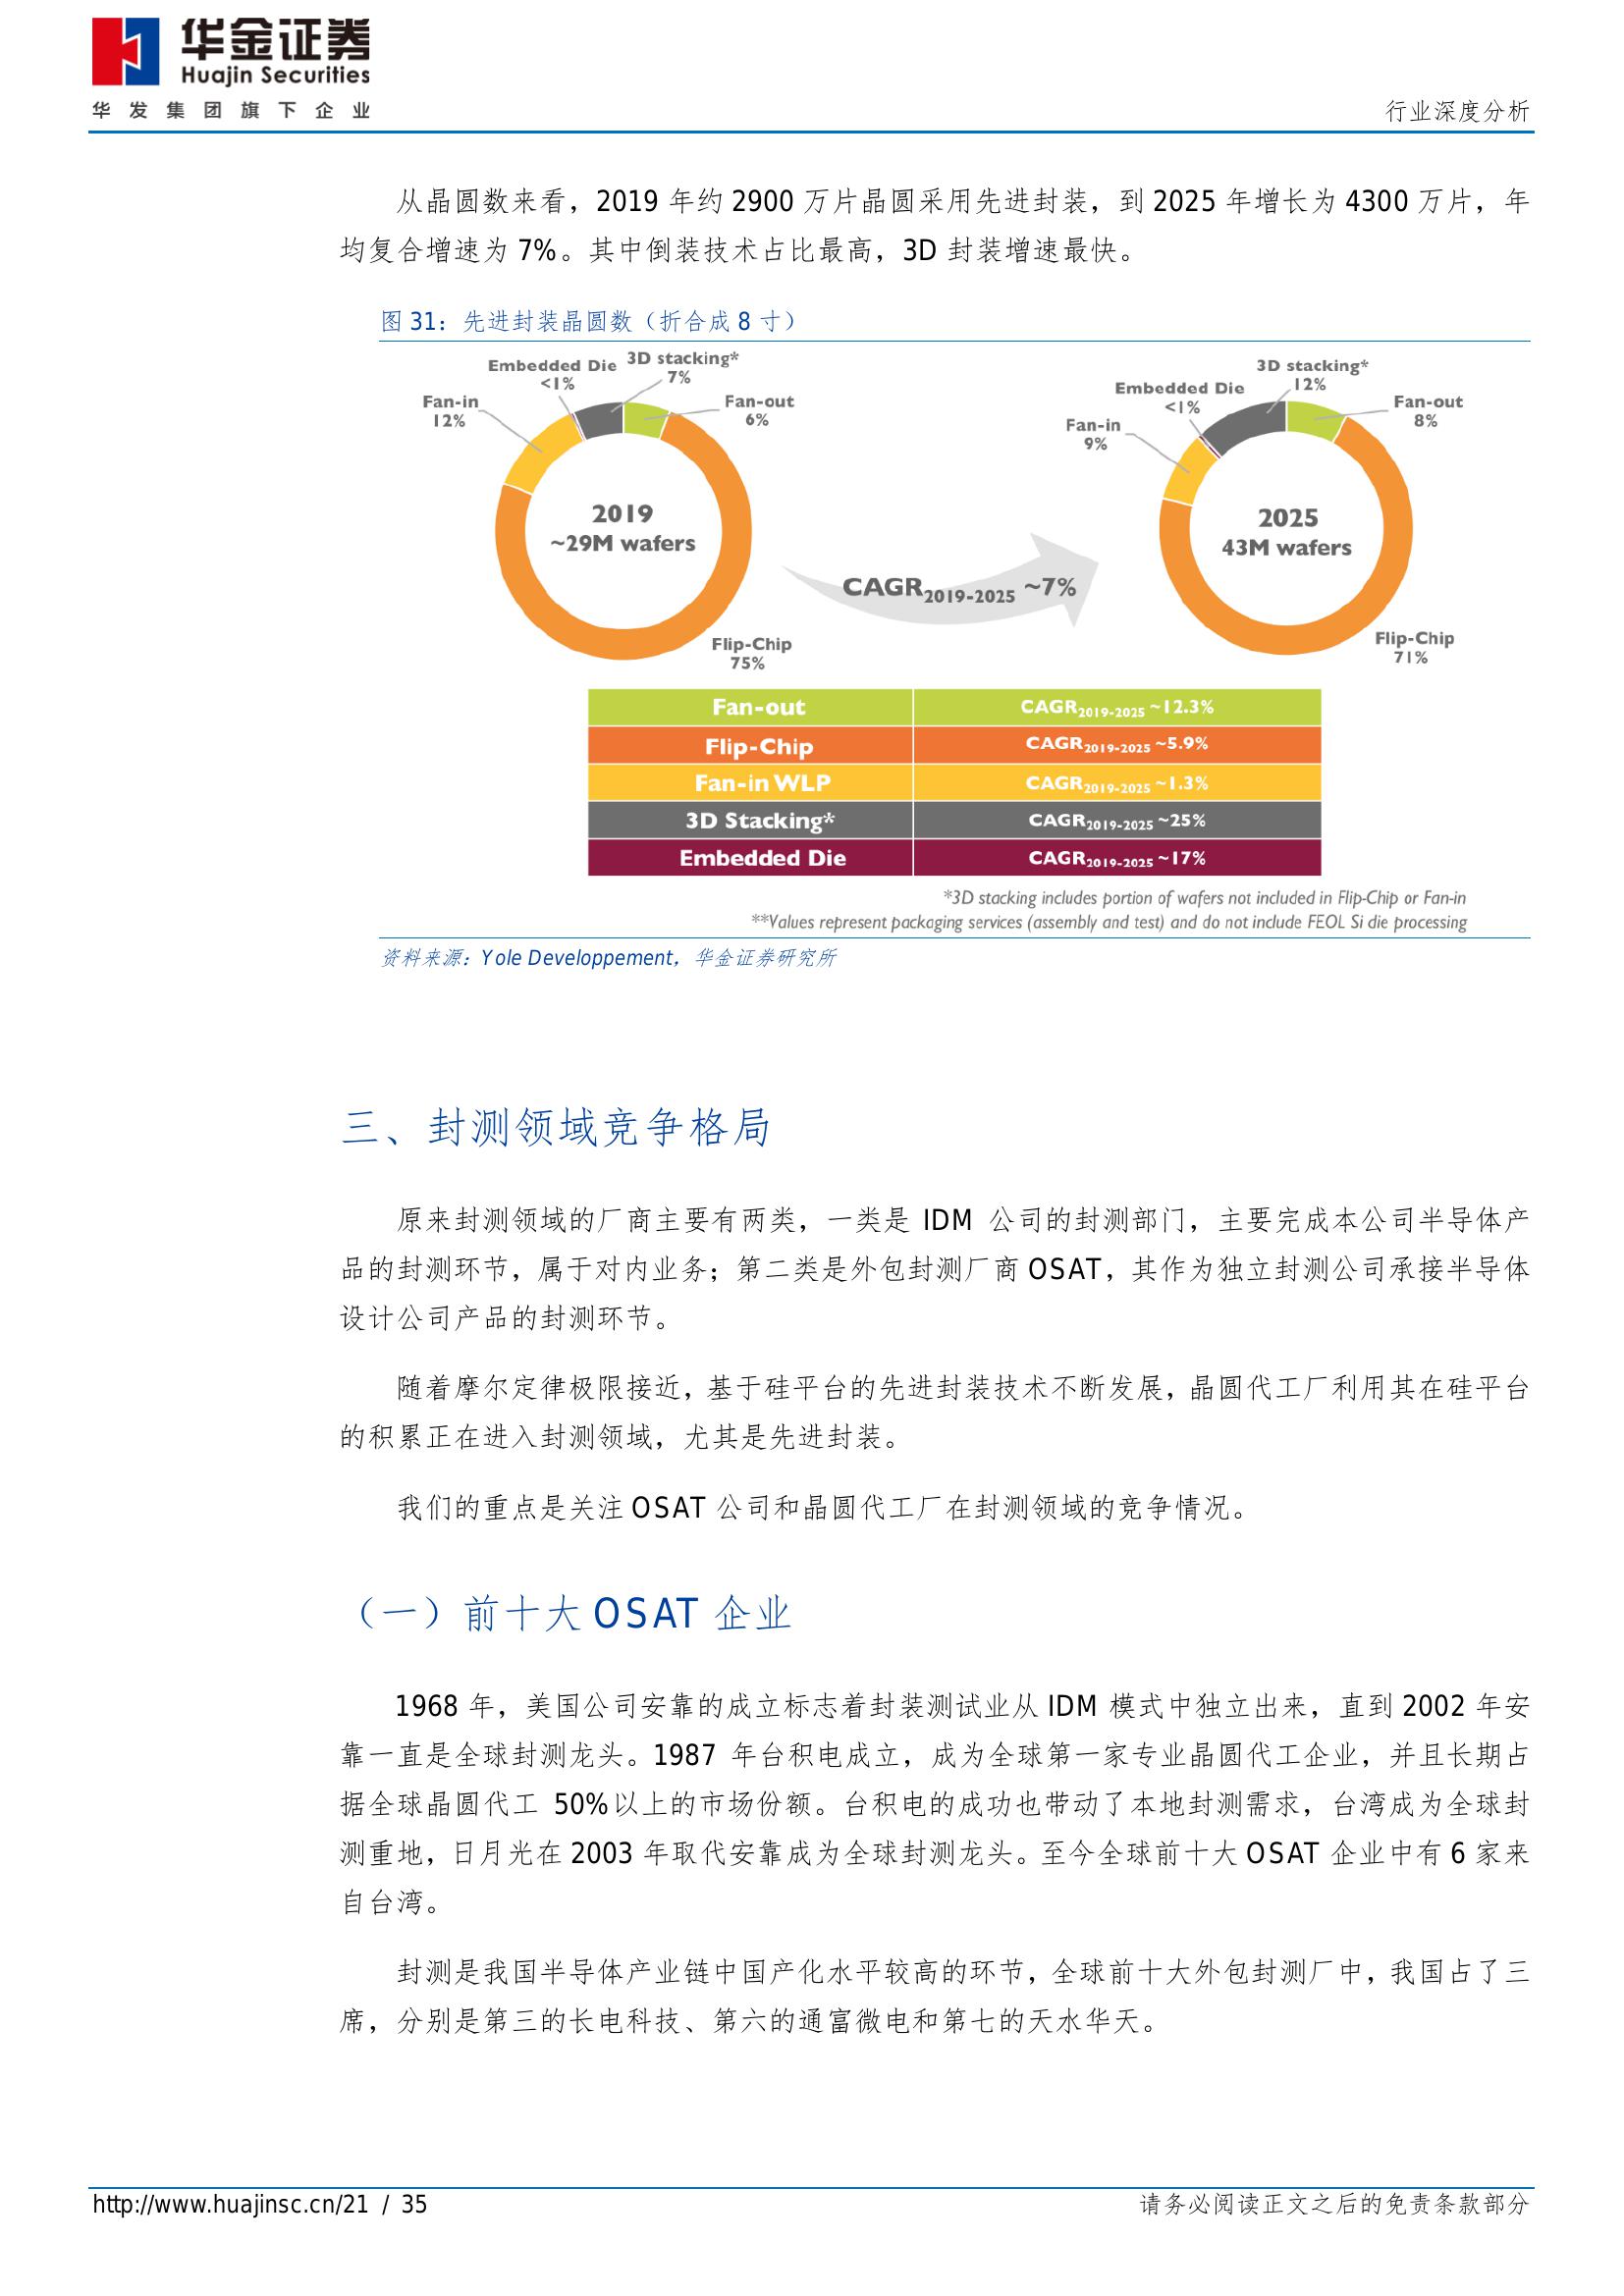 华金证券
Huajin Securities
华发集团旗下企业
行业深度分析
从晶圆数来看，2019 年约 2900 万片晶圆采用先进封装，到 2025 年增长为 4300 万片，年
均复合增速为 7%。其中倒装技术占比最高，3D 封装增速最快。
图 31：先进封装晶圆数（折合成 8 寸）
Embedded Die
<1%
3D stacking*
7%
Fan-in
12%
Fan-out
6%
2019
~29M wafers
Flip-Chip
75%
CAGR2019-2025 ~7%
3D stacking*
12%
Embedded Die
<1%
Fan-out
8%
Fan-in
9%
2025
43M wafers
Flip-Chip
71%
Fan-out CAGR2019-2025 ~12.3%
Flip-Chip CAGR2019-2025 ~5.9%
Fan-in WLP CAGR2019-2025 ~1.3%
3D Stacking* CAGR2019-2025 ~25%
Embedded Die CAGR2019-2025 ~17%
*3D stacking includes portion of wafers not included in Flip-Chip or Fan-in
**Values represent packaging services (assembly and test) and do not include FEOL Si die processing
资料来源：Yole Developpement，华金证券研究所
三、封测领域竞争格局
原来封测领域的厂商主要有两类，一类是 IDM 公司的封测部门，主要完成本公司半导体产
品的封测环节，属于对内业务；第二类是外包封测厂商 OSAT，其作为独立封测公司承接半导体
设计公司产品的封测环节。
随着摩尔定律极限接近，基于硅平台的先进封装技术不断发展，晶圆代工厂利用其在硅平台
的积累正在进入封测领域，尤其是先进封装。
我们的重点是关注 OSAT 公司和晶圆代工厂在封测领域的竞争情况。
（一）前十大 OSAT 企业
1968 年，美国公司安靠的成立标志着封装测试业从 IDM 模式中独立出来，直到 2002 年安
靠一直是全球封测龙头。1987 年台积电成立，成为全球第一家专业晶圆代工企业，并且长期占
据全球晶圆代工 50%以上的市场份额。台积电的成功也带动了本地封测需求，台湾成为全球封
测重地，日月光在 2003 年取代安靠成为全球封测龙头。至今全球前十大 OSAT 企业中有 6 家来
自台湾。
封测是我国半导体产业链中国产化水平较高的环节，全球前十大外包封测厂中，我国占了三
席，分别是第三的长电科技、第六的通富微电和第七的天水华天。
http://www.huajinsc.cn/21 / 35
请务必阅读正文之后的免责条款部分